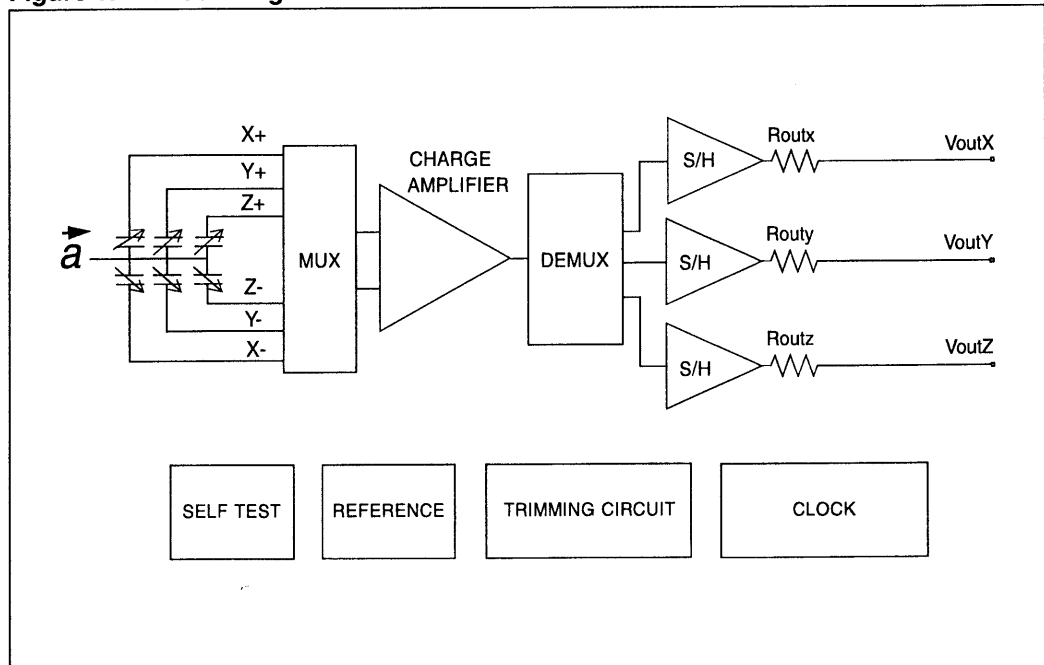 X+
Y+
Z+
a
Z-
Y-
X-
MUX
CHARGE
AMPLIFIER
DEMUX
S/H
Routx
VoutX
S/H
Routy
VoutY
S/H
Routz
VoutZ
SELF TEST
REFERENCE
TRIMMING CIRCUIT
CLOCK